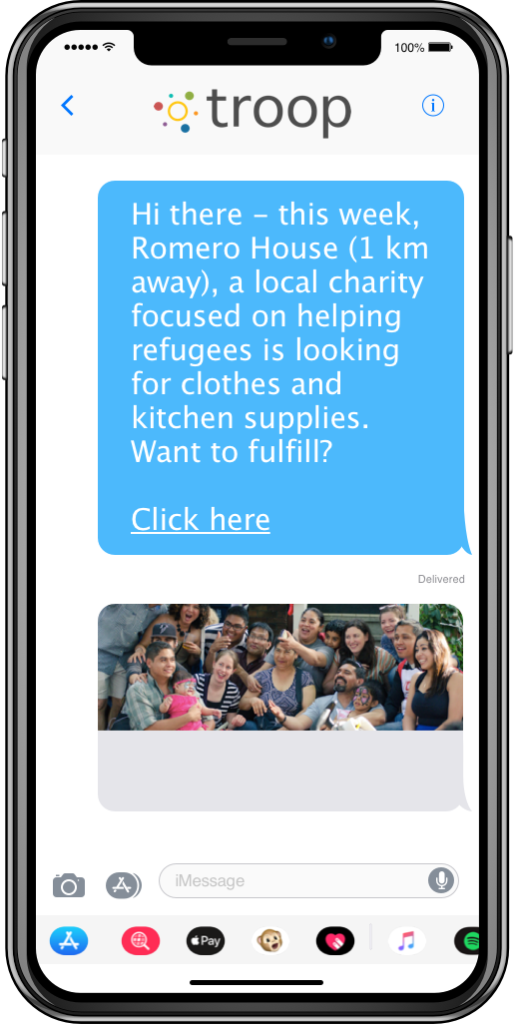 100%
troop
Hi there – this week,
Romero House (1 km
away), a local charity
focused on helping
refugees is looking
for clothes and
kitchen supplies.
Want to fulfill?
Click here
Delivered
iMessage
Pay